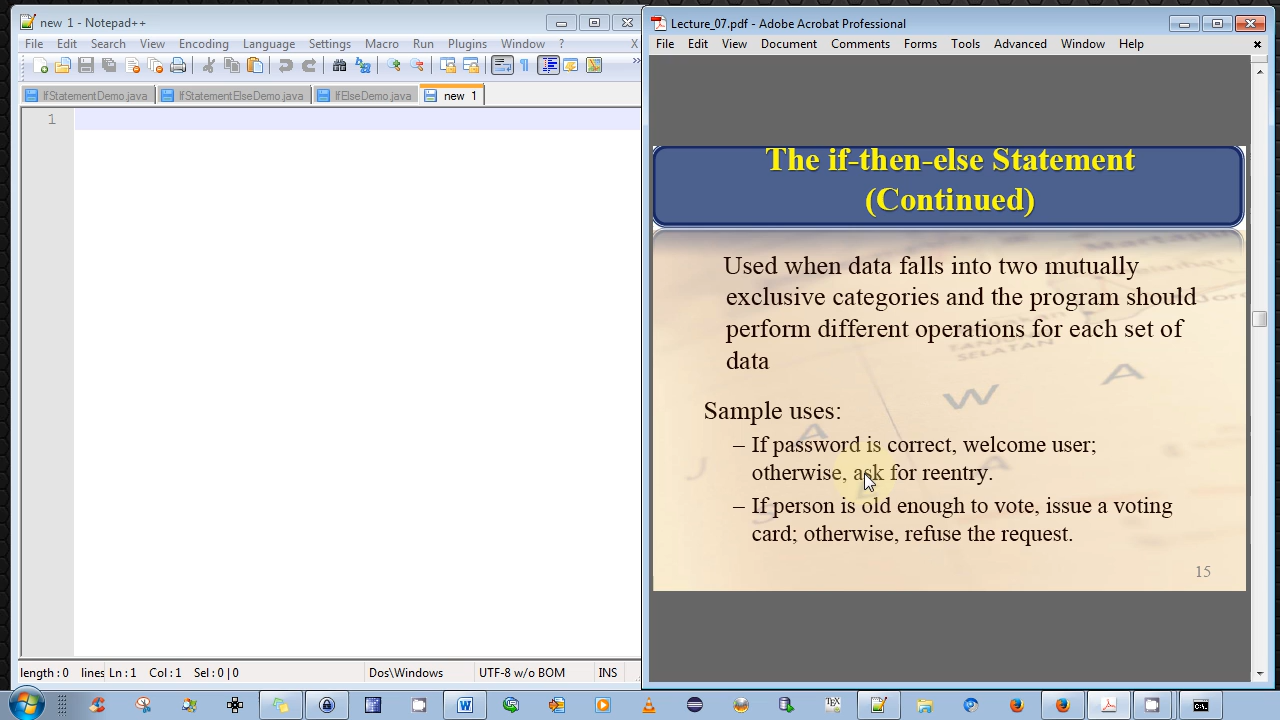 new 1 - Notepad++
File Edit Search View Encoding Language Settings Macro Run Plugins Window ? X
IfStatementDemo.java IfStatementElseDemo.java IfElseDemo.java new 1
1
length : 0 lines Ln : 1 Col : 1 Sel : 0 | 0 Dos\Windows UTF-8 w/o BOM INS
Lecture_07.pdf - Adobe Acrobat Professional
File Edit View Document Comments Forms Tools Advanced Window Help
The if-then-else Statement
(Continued)
Used when data falls into two mutually
exclusive categories and the program should
perform different operations for each set of
data
Sample uses:
– If password is correct, welcome user;
otherwise, ask for reentry.
– If person is old enough to vote, issue a voting
card; otherwise, refuse the request.
15